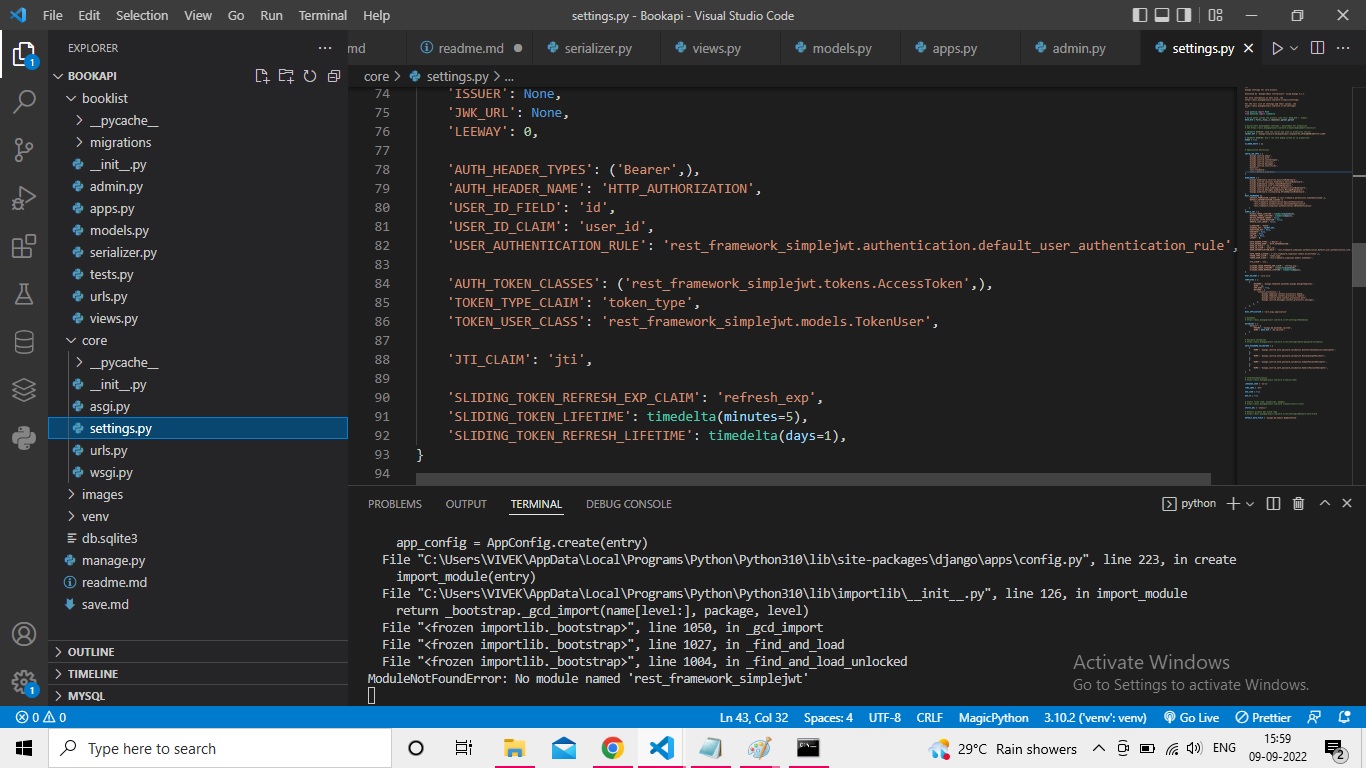 File Edit Selection View Go Run Terminal Help
settings.py - Bookapi - Visual Studio Code
EXPLORER
md readme.md serializer.py views.py models.py apps.py admin.py settings.py
BOOKAPI
core > settings.py > ...
booklist
__pycache__
migrations
__init__.py
admin.py
apps.py
models.py
serializer.py
tests.py
urls.py
views.py
core
__pycache__
__init__.py
asgi.py
settings.py
urls.py
wsgi.py
images
venv
db.sqlite3
manage.py
readme.md
save.md
OUTLINE
TIMELINE
MYSQL
1
1
74 'ISSUER': None,
75 'JWK_URL': None,
76 'LEEWAY': 0,
77
78 'AUTH_HEADER_TYPES': ('Bearer',),
79 'AUTH_HEADER_NAME': 'HTTP_AUTHORIZATION',
80 'USER_ID_FIELD': 'id',
81 'USER_ID_CLAIM': 'user_id',
82 'USER_AUTHENTICATION_RULE': 'rest_framework_simplejwt.authentication.default_user_authentication_rule',
83
84 'AUTH_TOKEN_CLASSES': ('rest_framework_simplejwt.tokens.AccessToken',),
85 'TOKEN_TYPE_CLAIM': 'token_type',
86 'TOKEN_USER_CLASS': 'rest_framework_simplejwt.models.TokenUser',
87
88 'JTI_CLAIM': 'jti',
89
90 'SLIDING_TOKEN_REFRESH_EXP_CLAIM': 'refresh_exp',
91 'SLIDING_TOKEN_LIFETIME': timedelta(minutes=5),
92 'SLIDING_TOKEN_REFRESH_LIFETIME': timedelta(days=1),
93 }
94
PROBLEMS OUTPUT TERMINAL DEBUG CONSOLE
python
app_config = AppConfig.create(entry)
File "C:\Users\VIVEK\AppData\Local\Programs\Python\Python310\lib\site-packages\django\apps\config.py", line 223, in create
import_module(entry)
File "C:\Users\VIVEK\AppData\Local\Programs\Python\Python310\lib\importlib\__init__.py", line 126, in import_module
return _bootstrap._gcd_import(name[level:], package, level)
File "<frozen importlib._bootstrap>", line 1050, in _gcd_import
File "<frozen importlib._bootstrap>", line 1027, in _find_and_load
File "<frozen importlib._bootstrap>", line 1004, in _find_and_load_unlocked
ModuleNotFoundError: No module named 'rest_framework_simplejwt'
Activate Windows
Go to Settings to activate Windows.
0 0 Ln 43, Col 32 Spaces: 4 UTF-8 CRLF MagicPython 3.10.2 ('venv': venv) Go Live Prettier
Type here to search
29°C Rain showers ENG
15:59
09-09-2022
2